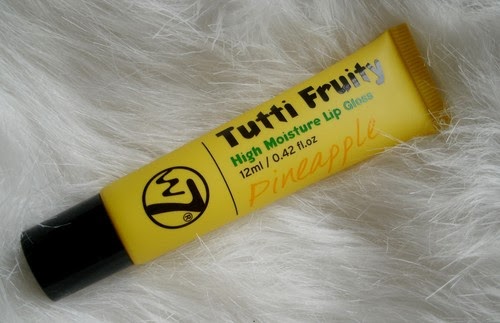 W7®
Tutti Fruity
High Moisture Lip Gloss
12ml / 0.42 fl.oz
Pineapple